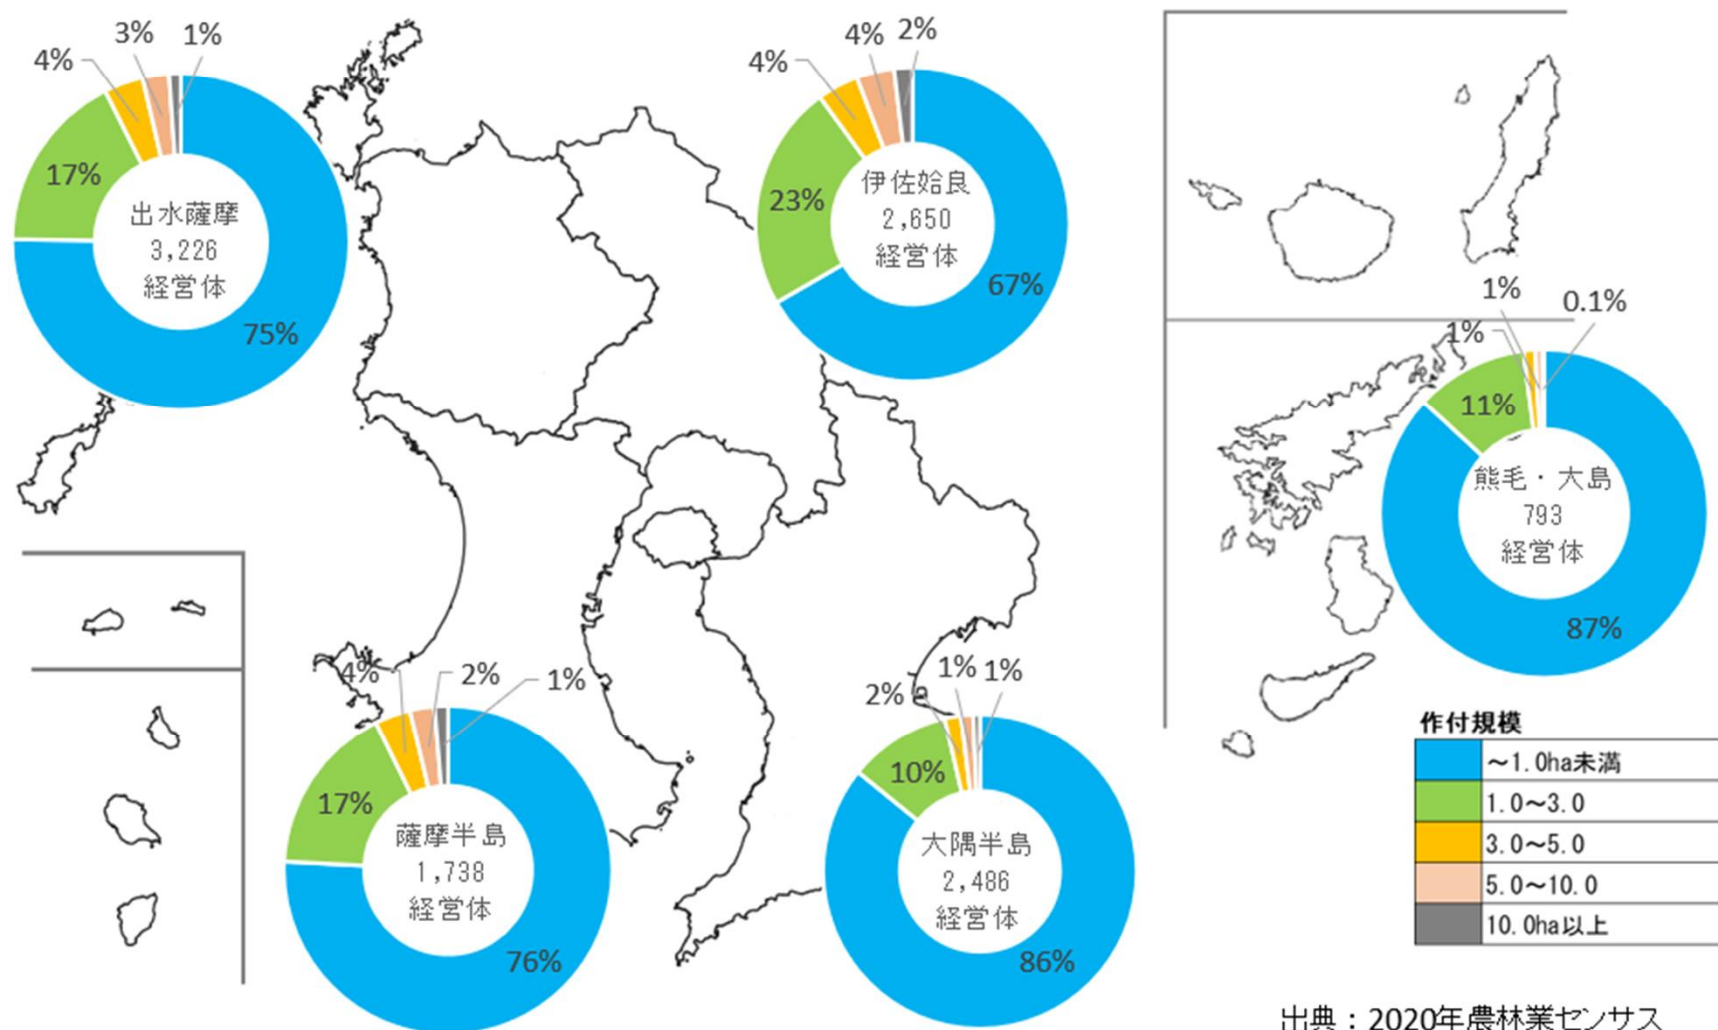 4%
3%
1%
17%
75%
出水薩摩
3,226
経営体
4%
4%
2%
23%
67%
伊佐姶良
2,650
経営体
1%
1%
0.1%
11%
87%
熊毛・大島
793
経営体
4%
2%
1%
17%
76%
薩摩半島
1,738
経営体
2%
1%
1%
10%
86%
大隅半島
2,486
経営体
作付規模
～1.0ha未満
1.0～3.0
3.0～5.0
5.0～10.0
10.0ha以上
出典：2020年農林業センサス